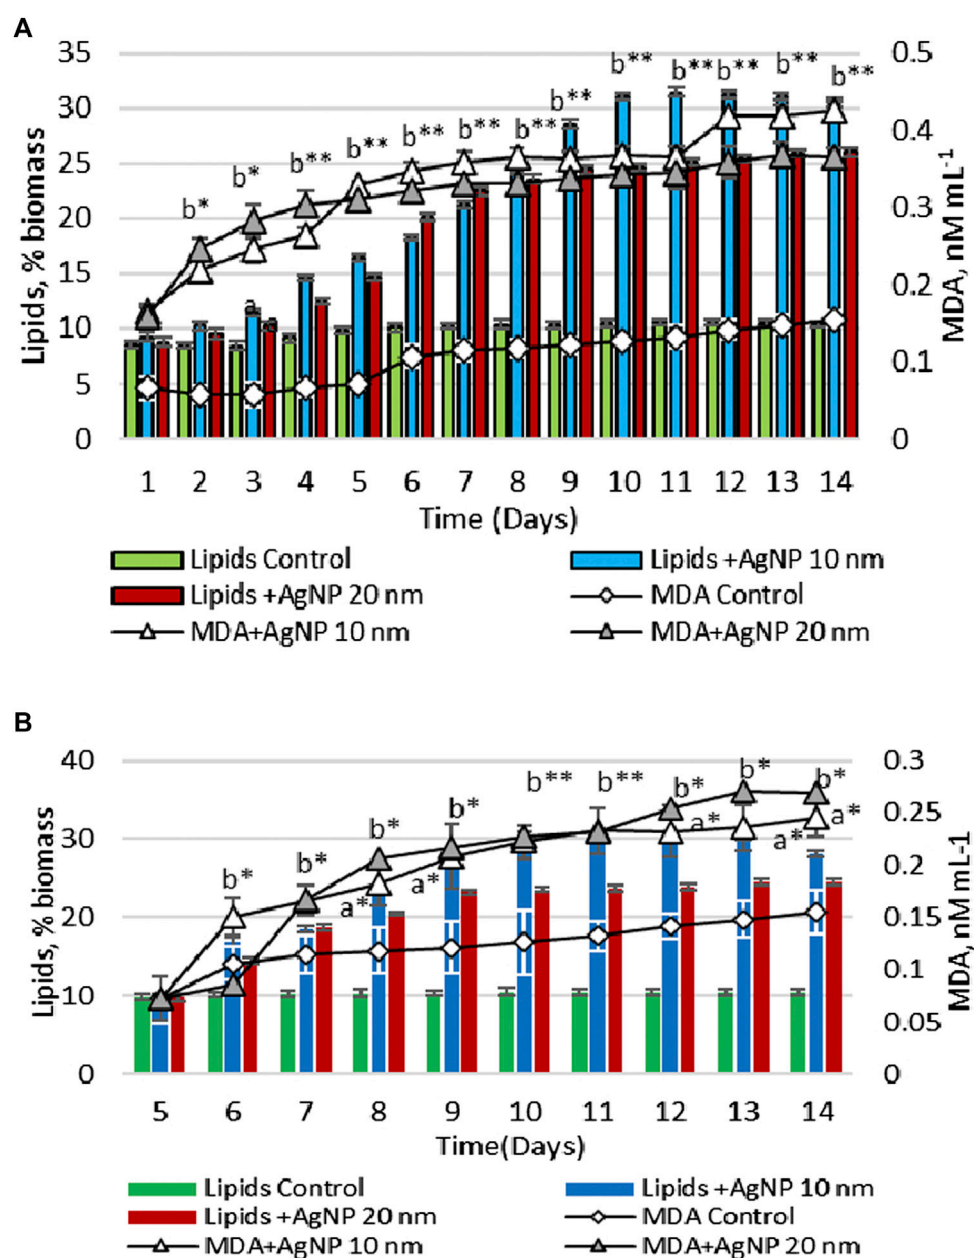 A
35
30
25
20
15
10
5
0
Lipids, % biomass
0.5
0.4
0.3
0.2
0.1
0
MDA, nM mL-1
b* b* b** b** b** b** b** b** b** b** b** b** b**
a
1 2 3 4 5 6 7 8 9 10 11 12 13 14
Time (Days)
Lipids Control Lipids +AgNP 10 nm
Lipids +AgNP 20 nm MDA Control
MDA+AgNP 10 nm MDA+AgNP 20 nm
B
40
30
20
10
0
Lipids, % biomass
0.3
0.25
0.2
0.15
0.1
0.05
0
MDA, nM mL-1
b* b* b* b* b** b** b* b* b*
a* a* a* a* a*
5 6 7 8 9 10 11 12 13 14
Time(Days)
Lipids Control Lipids +AgNP 10 nm
Lipids +AgNP 20 nm MDA Control
MDA+AgNP 10 nm MDA+AgNP 20 nm